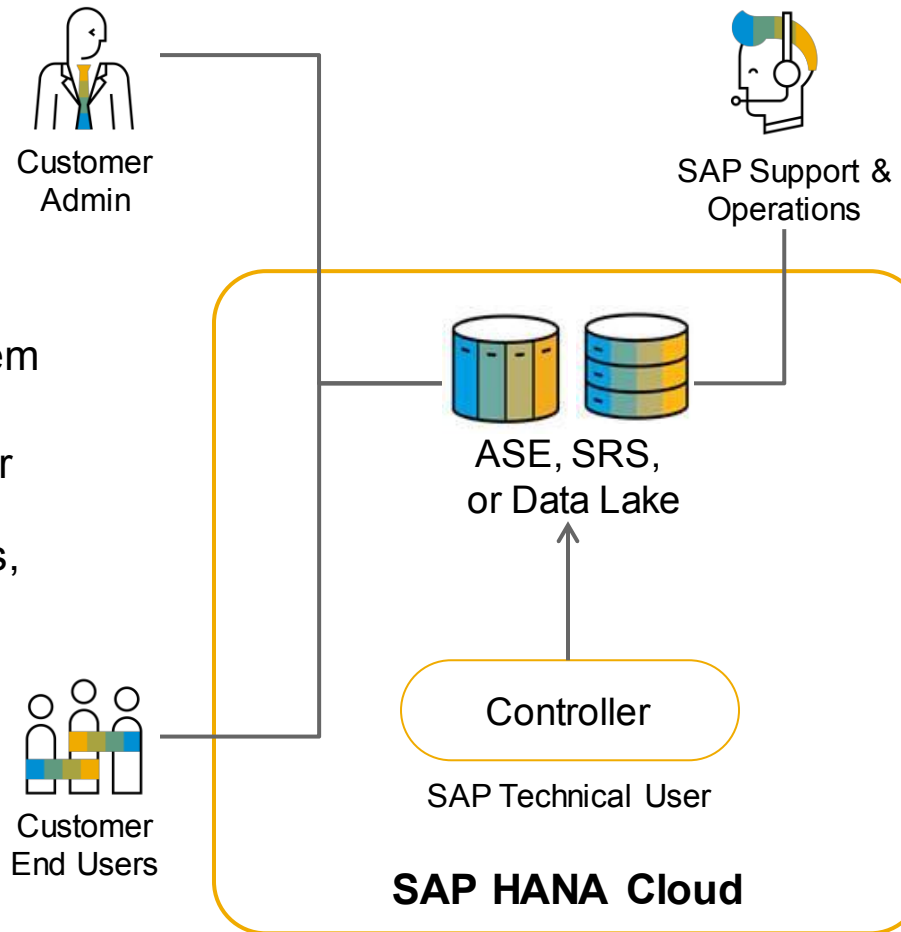 Customer
Admin
SAP Support &
Operations
em
r
s,
ASE, SRS,
or Data Lake
Controller
SAP Technical User
Customer
End Users
SAP HANA Cloud